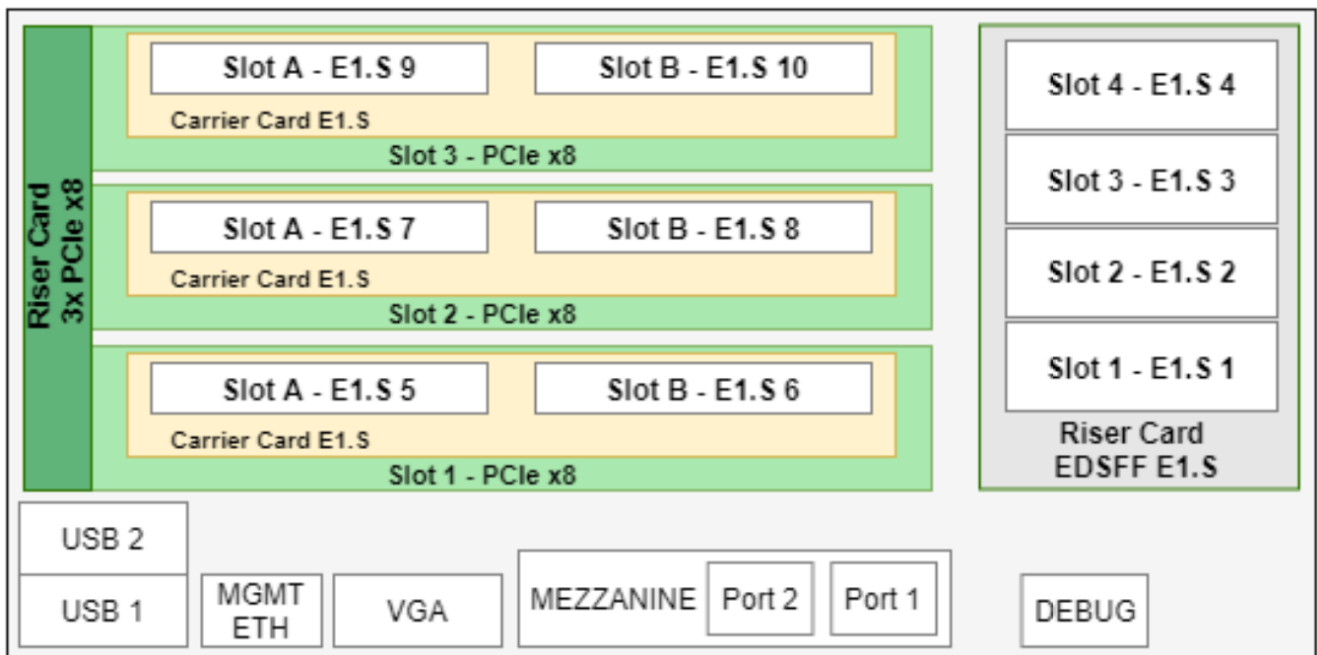 Riser Card
3x PCIe x8
Slot A - E1.S 9
Slot B - E1.S 10
Carrier Card E1.S
Slot 3 - PCIe x8
Slot A - E1.S 7
Slot B - E1.S 8
Carrier Card E1.S
Slot 2 - PCIe x8
Slot A - E1.S 5
Slot B - E1.S 6
Carrier Card E1.S
Slot 1 - PCIe x8
Slot 4 - E1.S 4
Slot 3 - E1.S 3
Slot 2 - E1.S 2
Slot 1 - E1.S 1
Riser Card
EDSFF E1.S
USB 2
USB 1
MGMT
ETH
VGA
MEZZANINE
Port 2
Port 1
DEBUG